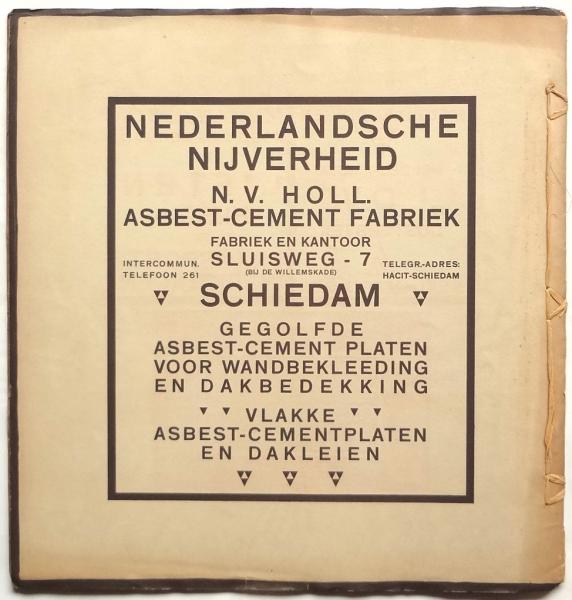 NEDERLANDSCHE
NIJVERHEID
N. V. HOLL.
ASBEST-CEMENT FABRIEK
FABRIEK EN KANTOOR
INTERCOMMUN. SLUISWEG - 7 TELEGR.-ADRES:
TELEFOON 261 (BIJ DE WILLEMSKADE) HACIT-SCHIEDAM
SCHIEDAM
GEGOLFDE
ASBEST-CEMENT PLATEN
VOOR WANDBEKLEEDING
EN DAKBEDEKKING
VLAKKE
ASBEST-CEMENTPLATEN
EN DAKLEIEN